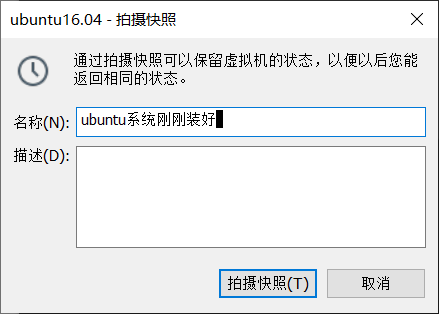 ubuntu16.04 - 拍摄快照
通过拍摄快照可以保留虚拟机的状态，以便以后您能
返回相同的状态。
名称(N):
ubuntu系统刚刚装好
描述(D):
拍摄快照(T)
取消